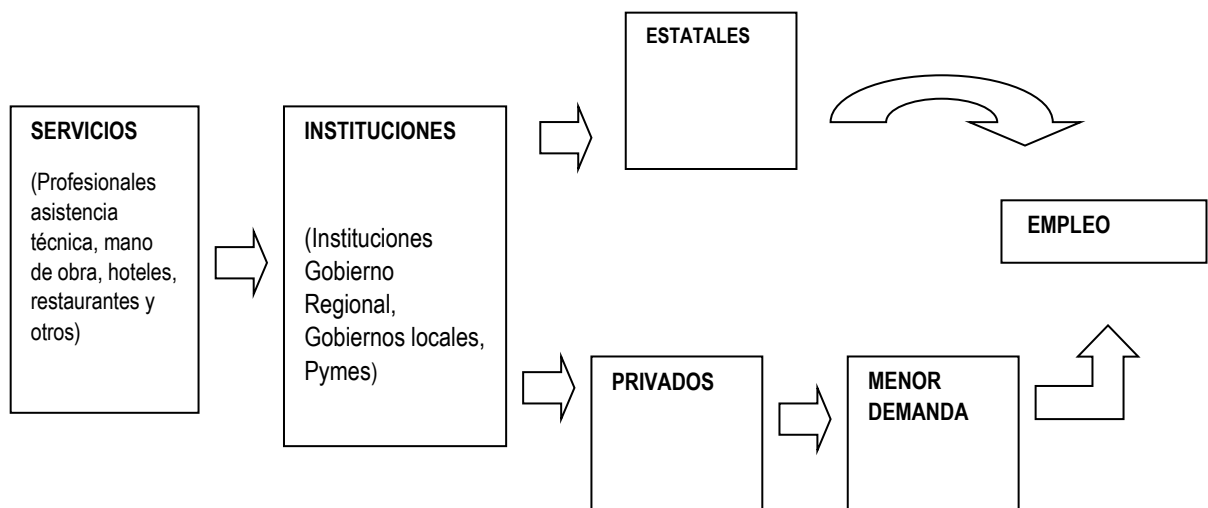 SERVICIOS
(Profesionales
asistencia
técnica, mano
de obra, hoteles,
restaurantes y
otros)
INSTITUCIONES
(Instituciones
Gobierno
Regional,
Gobiernos locales,
Pymes)
ESTATALES
PRIVADOS
MENOR
DEMANDA
EMPLEO